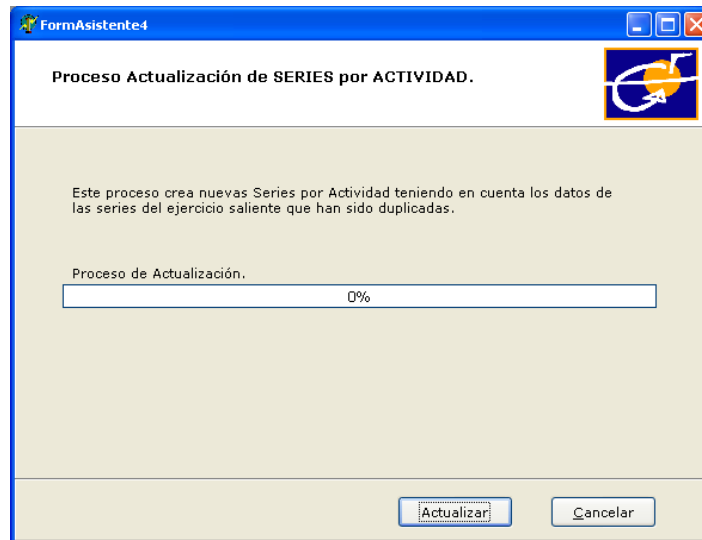 FormAsistente4
Proceso Actualización de SERIES por ACTIVIDAD.
Este proceso crea nuevas Series por Actividad teniendo en cuenta los datos de
las series del ejercicio saliente que han sido duplicadas.
Proceso de Actualización.
0%
Actualizar Cancelar